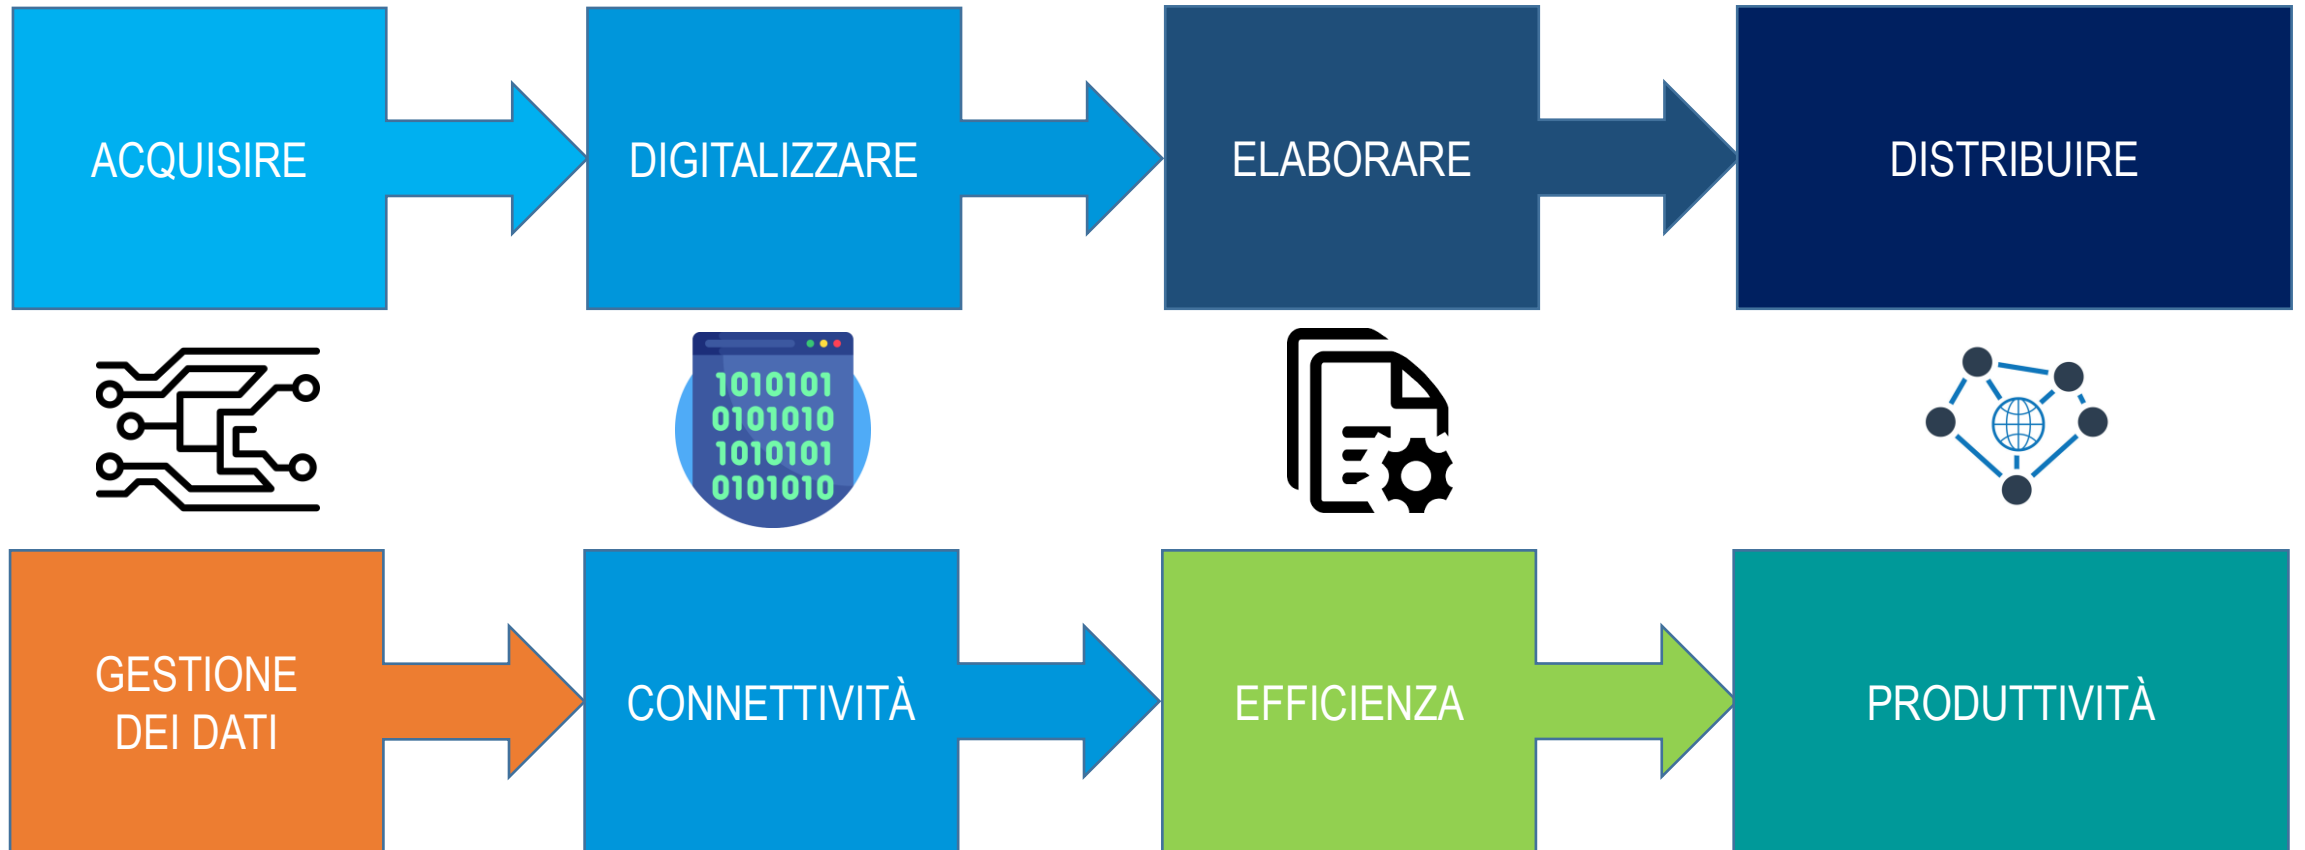 ACQUISIRE
DIGITALIZZARE
ELABORARE
DISTRIBUIRE
1010101
0101010
1010101
0101010
GESTIONE
DEI DATI
CONNETTIVITÀ
EFFICIENZA
PRODUTTIVITÀ